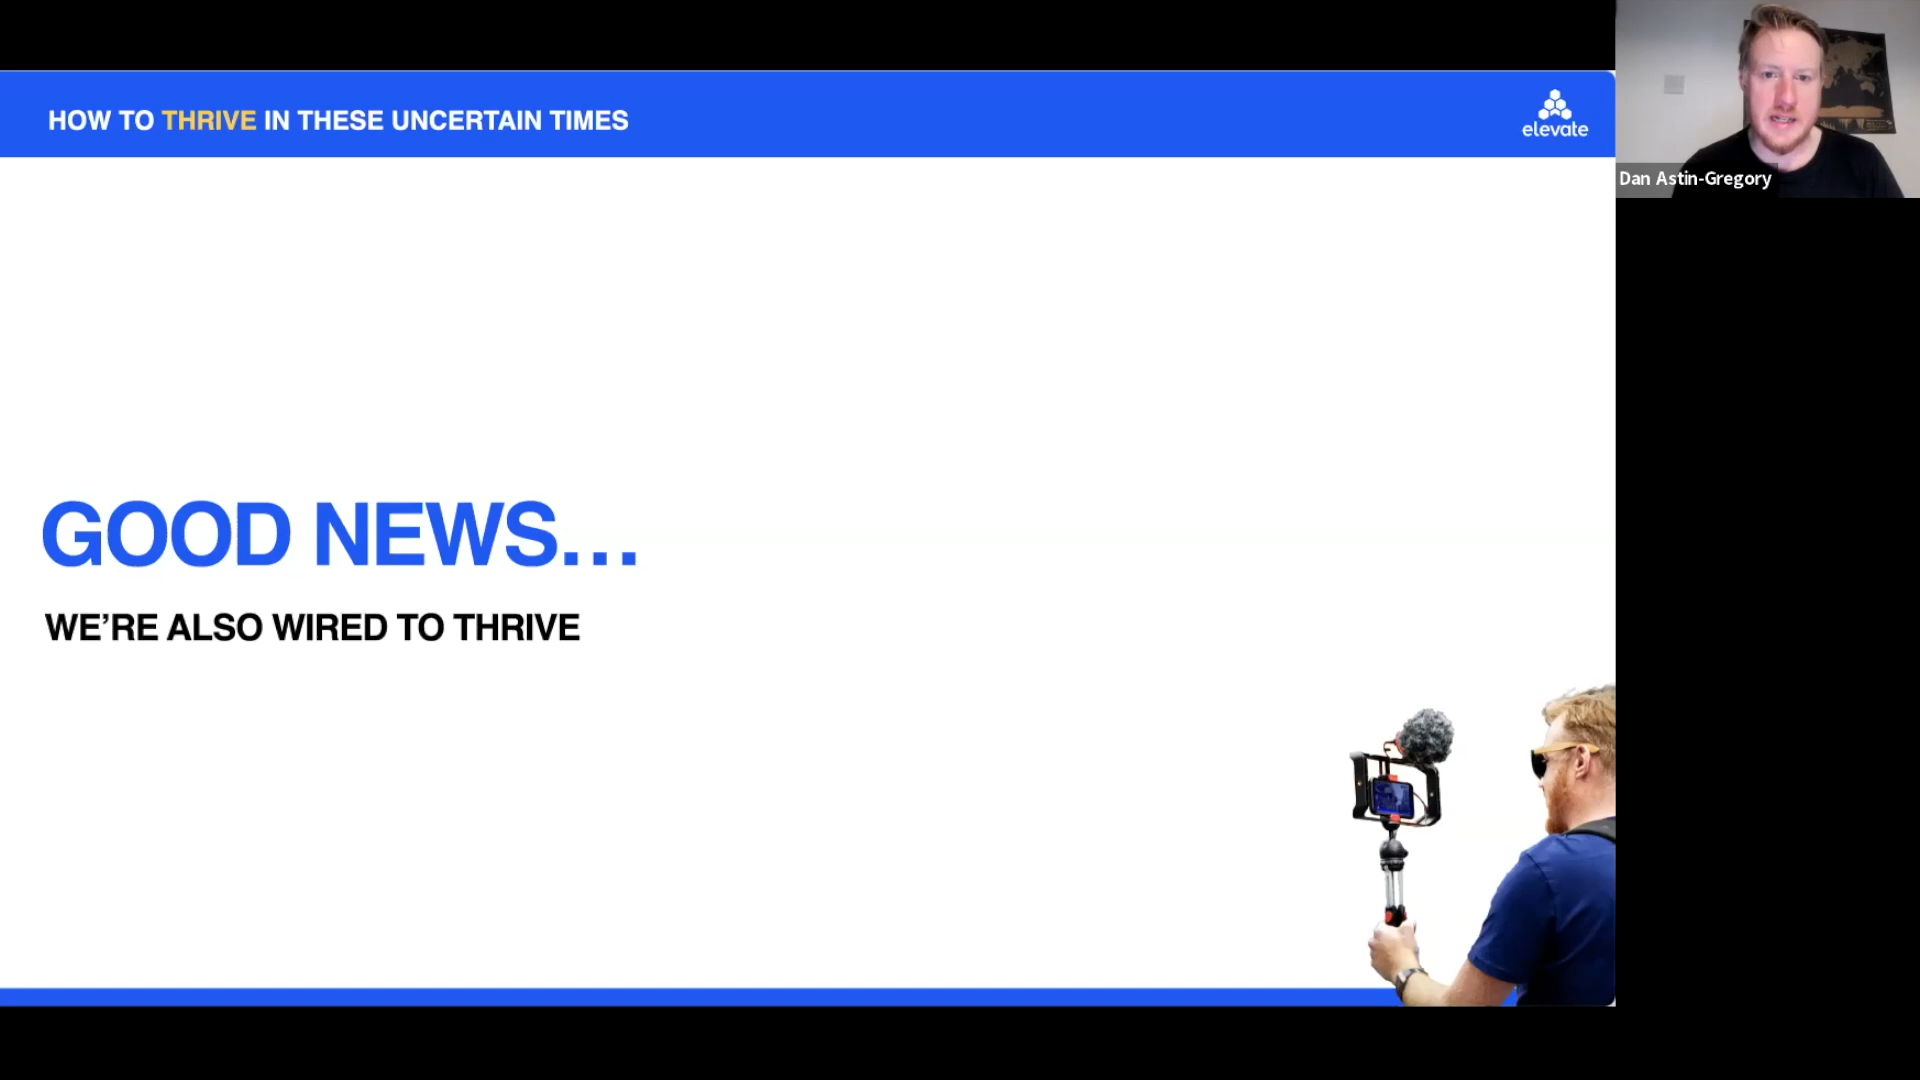 HOW TO THRIVE IN THESE UNCERTAIN TIMES
elevate
Dan Astin-Gregory
GOOD NEWS...
WE’RE ALSO WIRED TO THRIVE